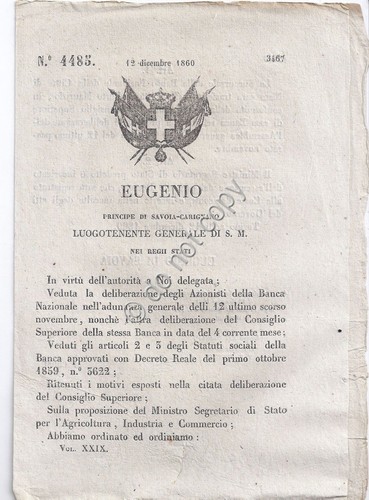 N.° 4485. 12 dicembre 1860 3167
EUGENIO
PRINCIPE DI SAVOIA-CARIGNANO
LUOGOTENENTE GENERALE DI S. M.
NEI REGII STATI
In virtù dell'autorità a Noi delegata;
Veduta la deliberazione degli Azionisti della Banca
Nazionale nell'adunanza generale delli 12 ultimo scorso
novembre, nonchè l'altra deliberazione del Consiglio
Superiore della stessa Banca in data del 4 corrente mese;
Veduti gli articoli 2 e 5 degli Statuti sociali della
Banca approvati con Decreto Reale del primo ottobre
1859, n.° 3622;
Ritenuti i motivi esposti nella citata deliberazione
del Consiglio Superiore;
Sulla proposizione del Ministro Segretario di Stato
per l'Agricoltura, Industria e Commercio;
Abbiamo ordinato ed ordiniamo:
VOL. XXIX.
do not copy